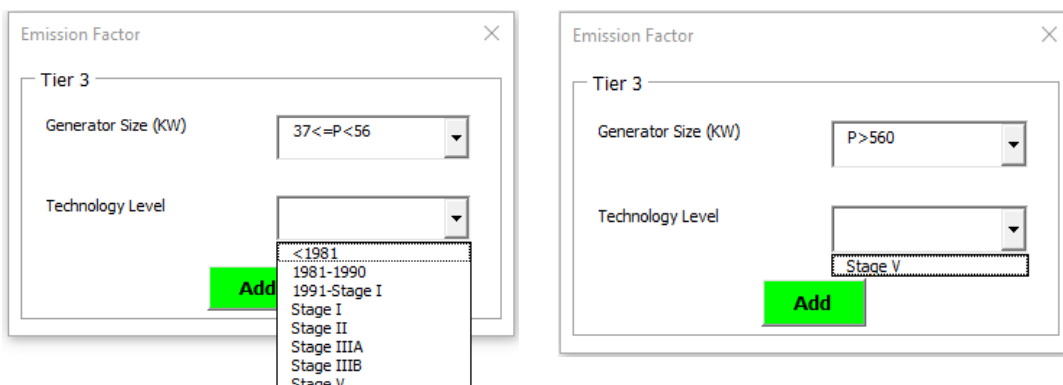 Emission Factor
Tier 3
Generator Size (KW)
37<=P<56
Technology Level
<1981
1981-1990
1991-Stage I
Stage I
Stage II
Stage IIIA
Stage IIIB
Stage V
Add
Emission Factor
Tier 3
Generator Size (KW)
P>560
Technology Level
Stage V
Add